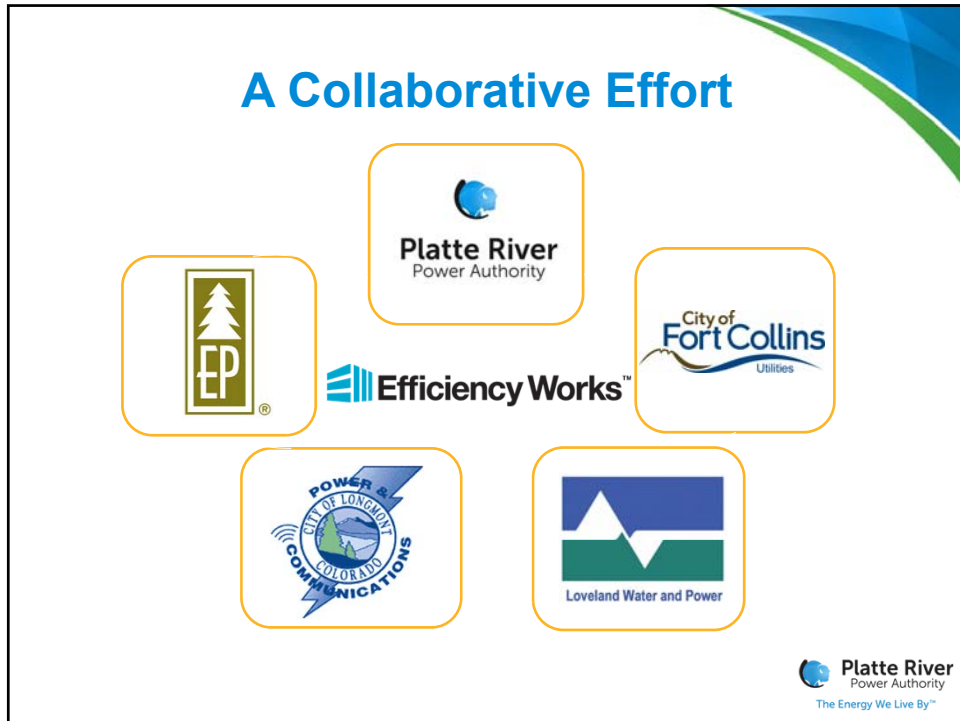 A Collaborative Effort
Platte River
Power Authority
EP
®
City of
Fort Collins
Utilities
Efficiency Works™
POWER &
CITY OF LONGMONT
COLORADO
COMMUNICATIONS
Loveland Water and Power
Platte River
Power Authority
The Energy We Live By™